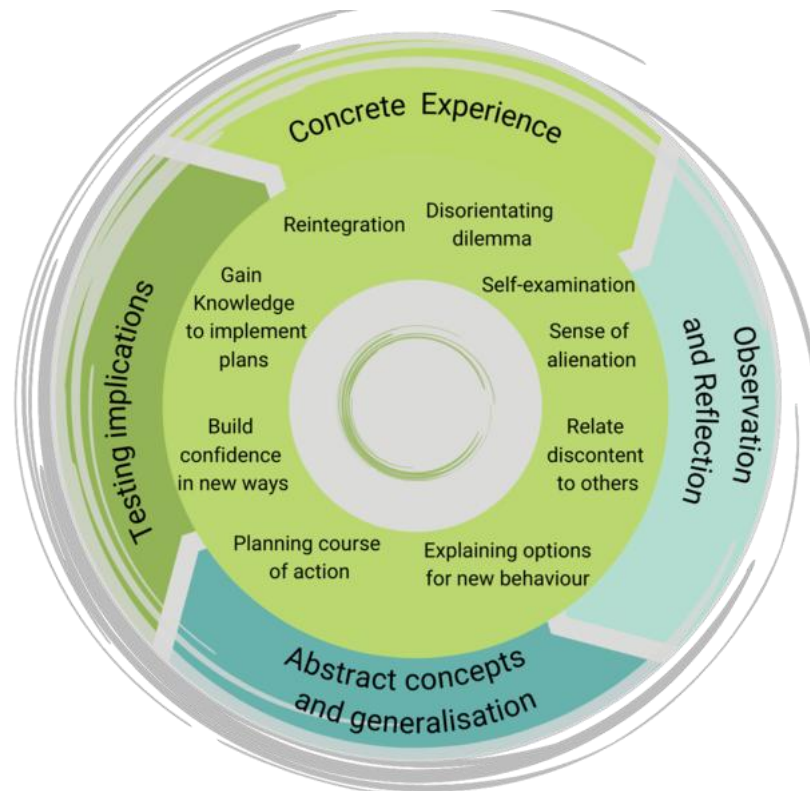 Concrete Experience
Disorientating
dilemma
Self-examination
Sense of
alienation
Relate
discontent
to others
Explaining options
for new behaviour
Planning course
of action
Build
confidence
in new ways
Gain
Knowledge
to implement
plans
Reintegration
Observation
and Reflection
Abstract concepts
and generalisation
Testing implications